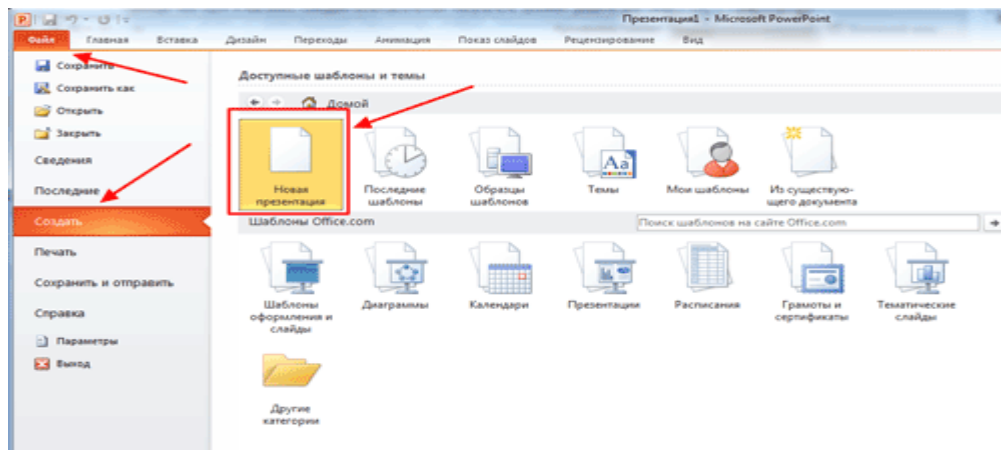 Презентация1 - Microsoft PowerPoint
Файл Главная Вставка Дизайн Переходы Анимация Показ слайдов Рецензирование Вид
Сохранить
Сохранить как
Открыть
Закрыть
Сведения
Последние
Создать
Печать
Сохранить и отправить
Справка
Параметры
Выход
Доступные шаблоны и темы
Домой
Новая
презентация
Последние
шаблоны
Образцы
шаблонов
Темы
Мои шаблоны
Из существую-
щего документа
Шаблоны Office.com
Поиск шаблонов на сайте Office.com
Шаблоны
оформления и
слайды
Диаграммы
Календари
Презентации
Расписания
Грамоты и
сертификаты
Тематические
слайды
Другие
категории